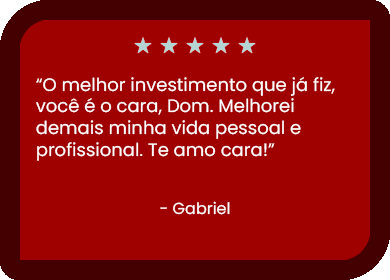 “O melhor investimento que já fiz,
você é o cara, Dom. Melhorei
demais minha vida pessoal e
profissional. Te amo cara!”
- Gabriel